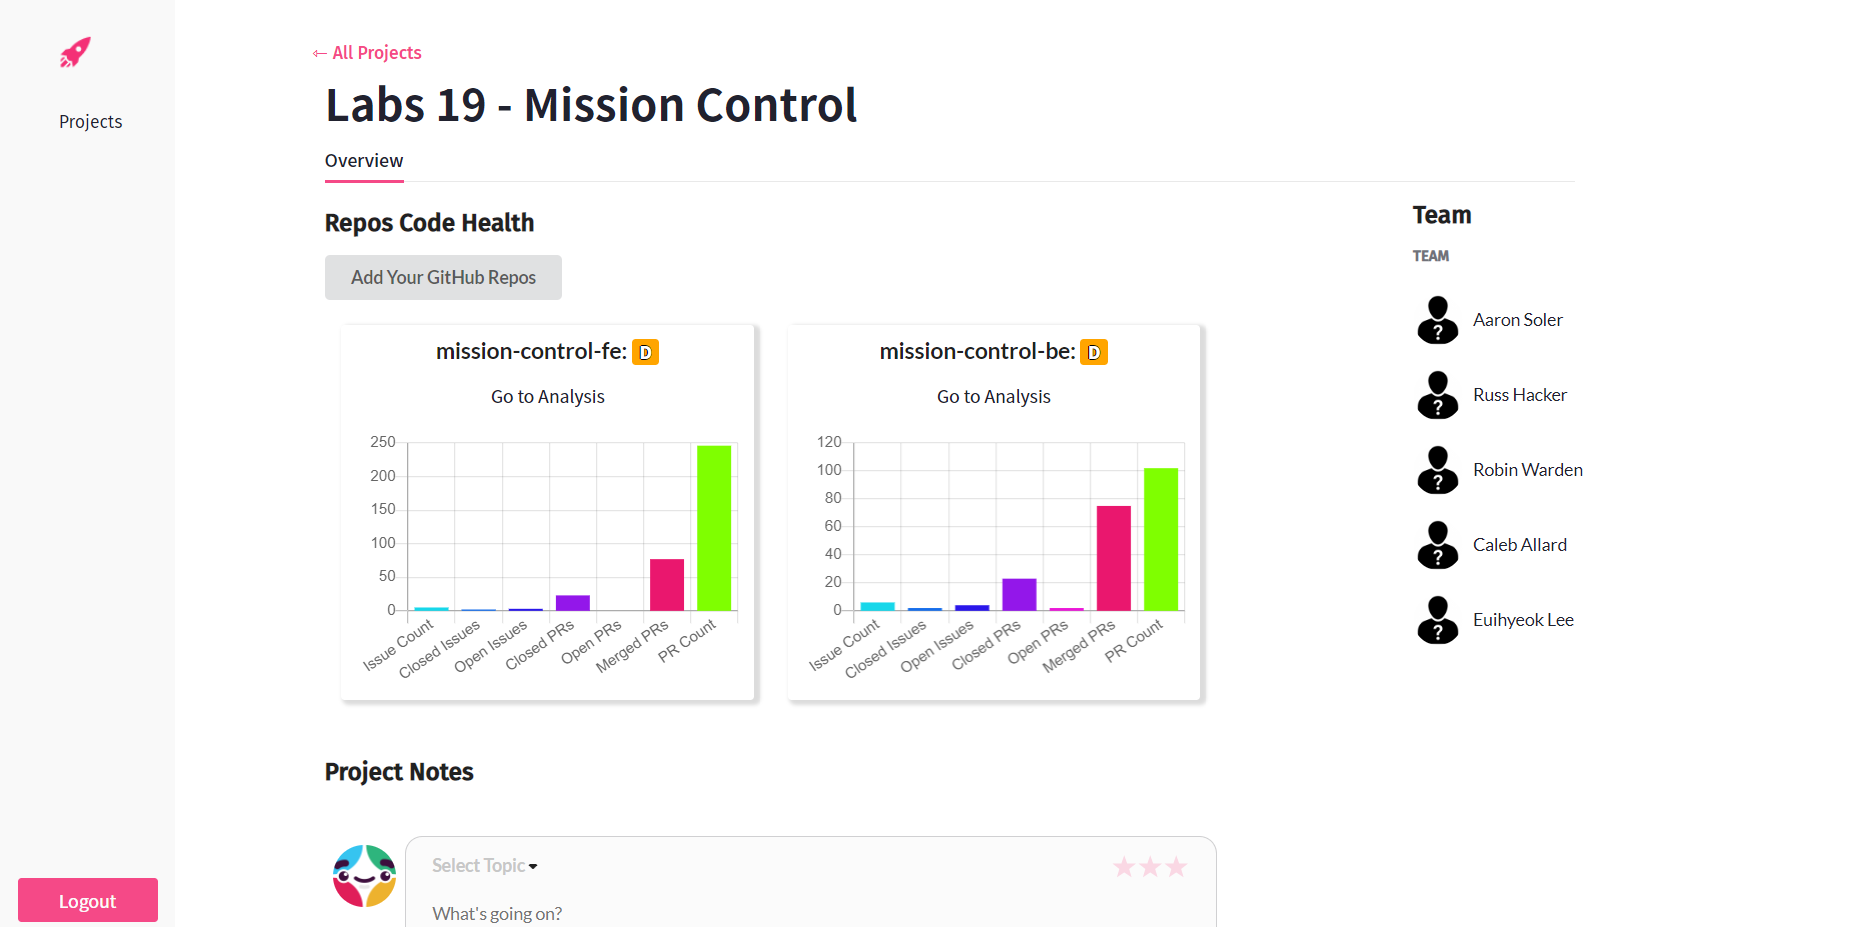 ← All Projects
Projects
Labs 19 - Mission Control
Overview
Repos Code Health
Add Your GitHub Repos
mission-control-fe: D
Go to Analysis
250
200
150
100
50
0
Issue Count
Closed Issues
Open Issues
Closed PRs
Open PRs
Merged PRs
PR Count
mission-control-be: D
Go to Analysis
120
100
80
60
40
20
0
Issue Count
Closed Issues
Open Issues
Closed PRs
Open PRs
Merged PRs
PR Count
Team
TEAM
? Aaron Soler
? Russ Hacker
? Robin Warden
? Caleb Allard
? Euihyeok Lee
Project Notes
Select Topic
What's going on?
Logout